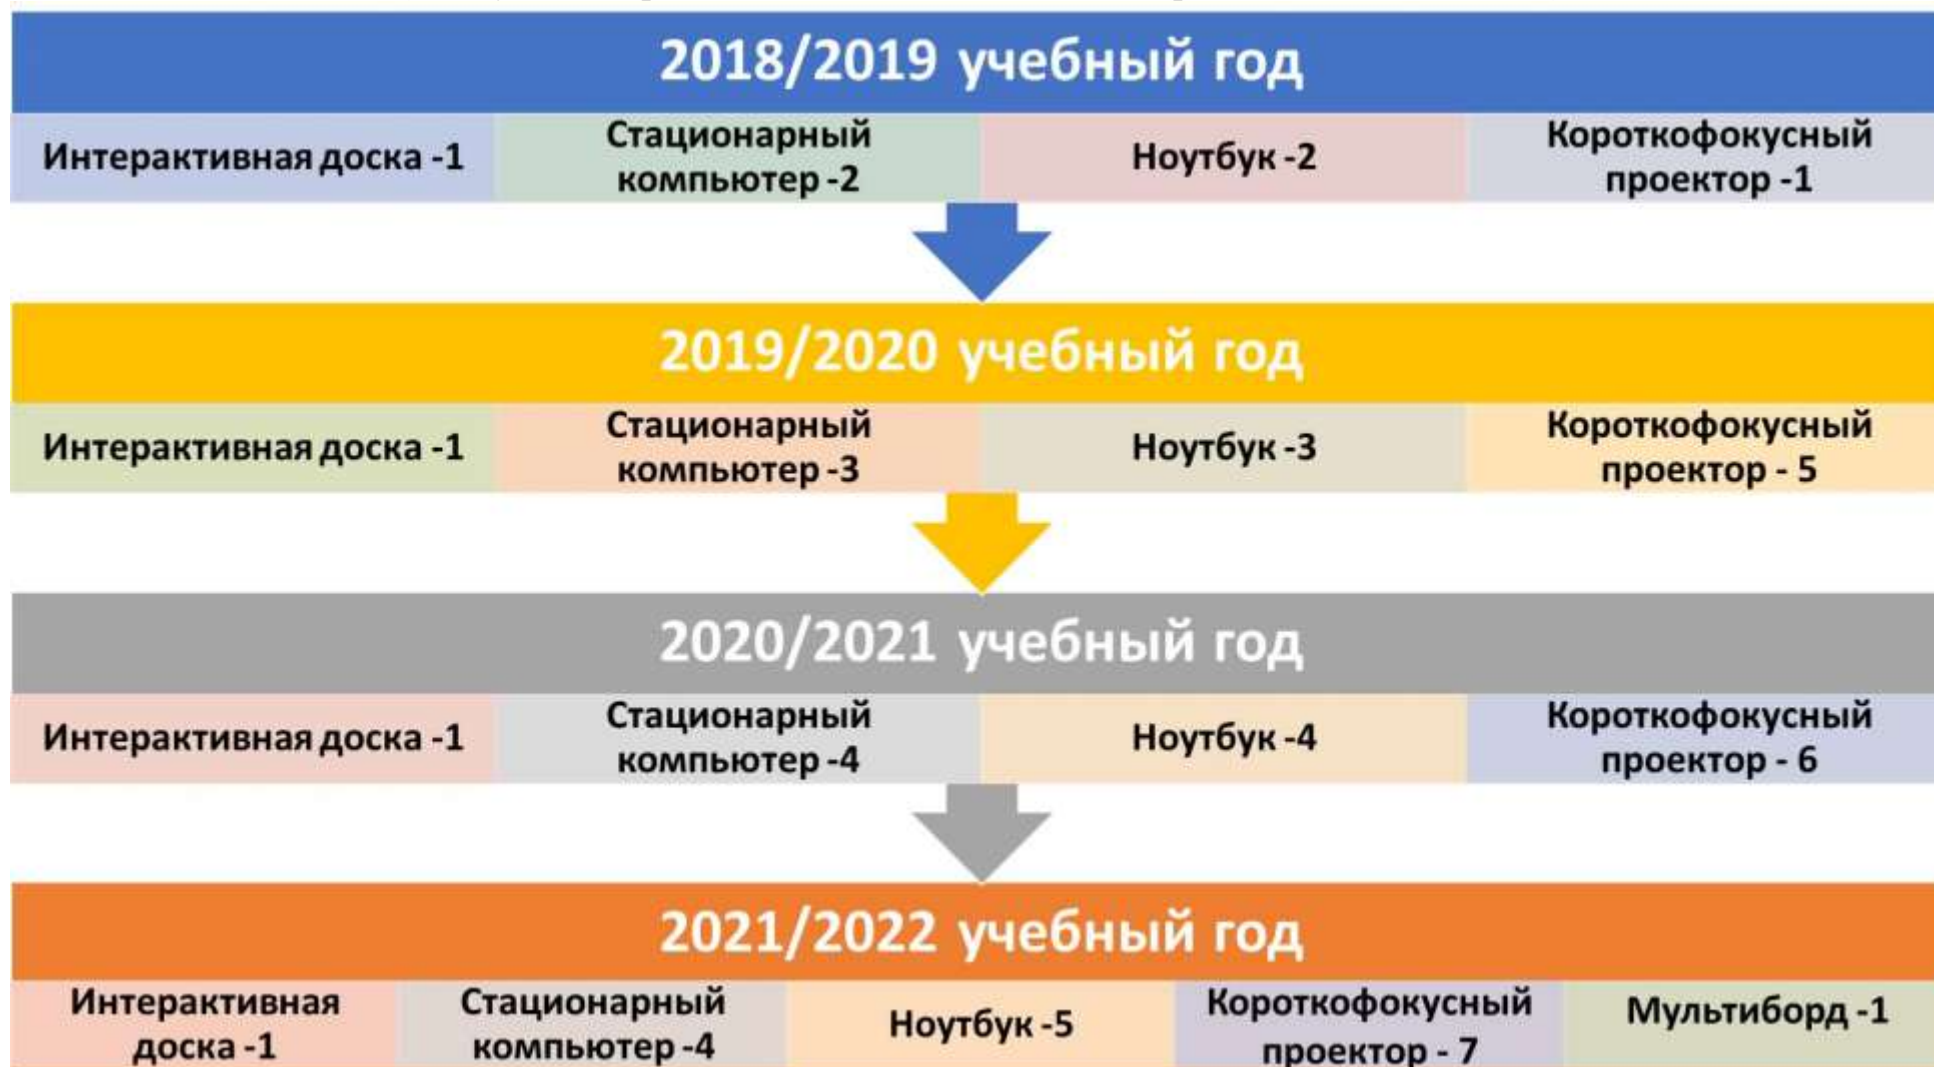 2018/2019 учебный год
Интерактивная доска -1
Стационарный
компьютер -2
Ноутбук -2
Короткофокусный
проектор -1
2019/2020 учебный год
Интерактивная доска -1
Стационарный
компьютер -3
Ноутбук -3
Короткофокусный
проектор - 5
2020/2021 учебный год
Интерактивная доска -1
Стационарный
компьютер -4
Ноутбук -4
Короткофокусный
проектор - 6
2021/2022 учебный год
Интерактивная
доска -1
Стационарный
компьютер -4
Ноутбук -5
Короткофокусный
проектор - 7
Мультиборд -1